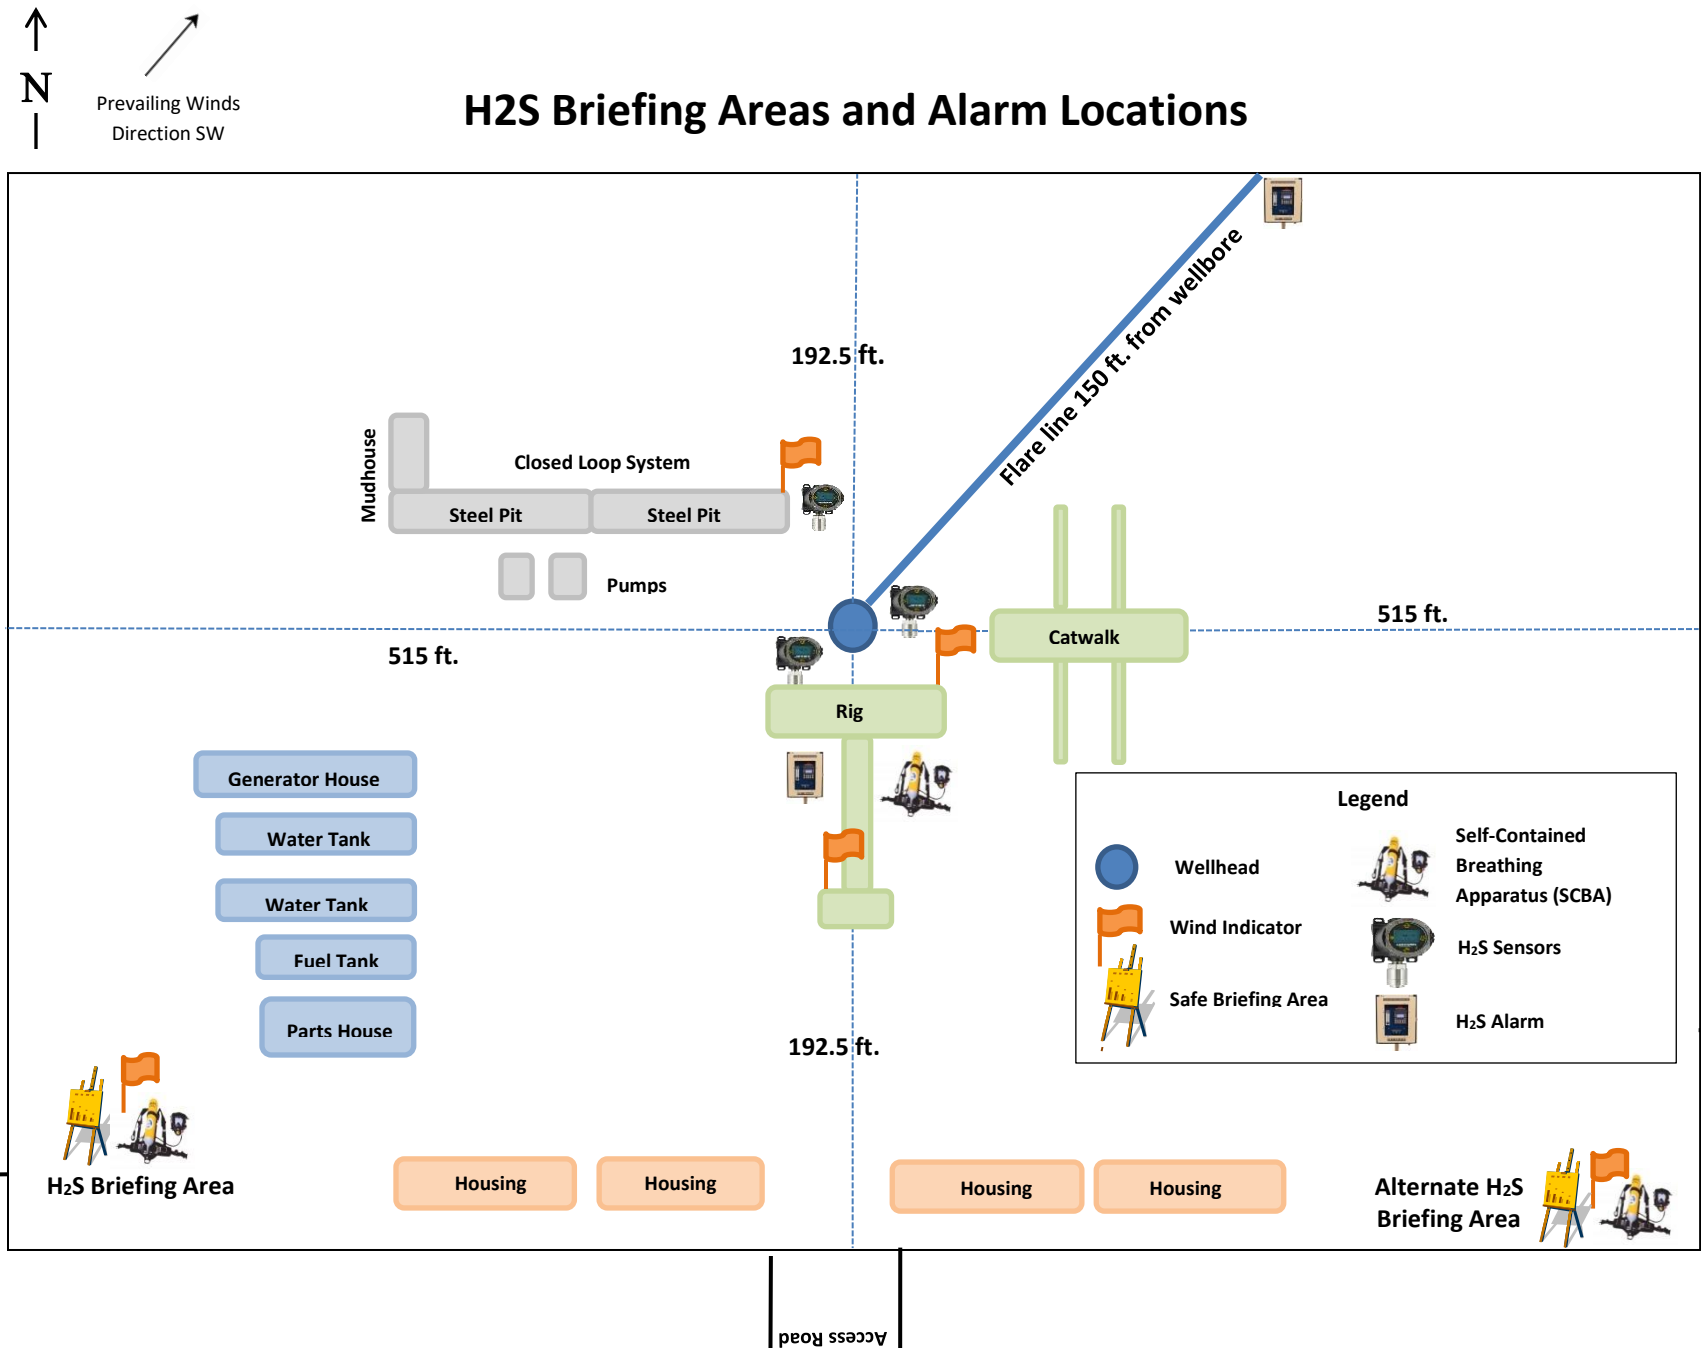 N
Prevailing Winds
Direction SW
H2S Briefing Areas and Alarm Locations
192.5 ft.
Flare line 150 ft. from wellbore
Mudhouse
Closed Loop System
Steel Pit
Steel Pit
Pumps
515 ft.
515 ft.
Catwalk
Rig
Generator House
Water Tank
Water Tank
Fuel Tank
Parts House
192.5 ft.
Legend
Wellhead
Wind Indicator
Safe Briefing Area
Self-Contained
Breathing
Apparatus (SCBA)
H2S Sensors
H2S Alarm
H2S Briefing Area
Housing
Housing
Housing
Housing
Alternate H2S
Briefing Area
Access Road